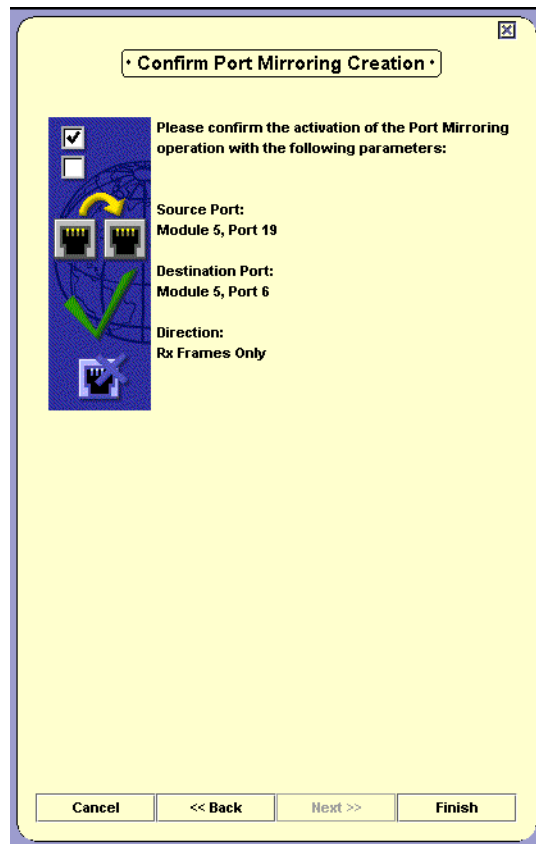 • Confirm Port Mirroring Creation •
Please confirm the activation of the Port Mirroring
operation with the following parameters:
Source Port:
Module 5, Port 19
Destination Port:
Module 5, Port 6
Direction:
Rx Frames Only
Cancel
<< Back
Next >>
Finish